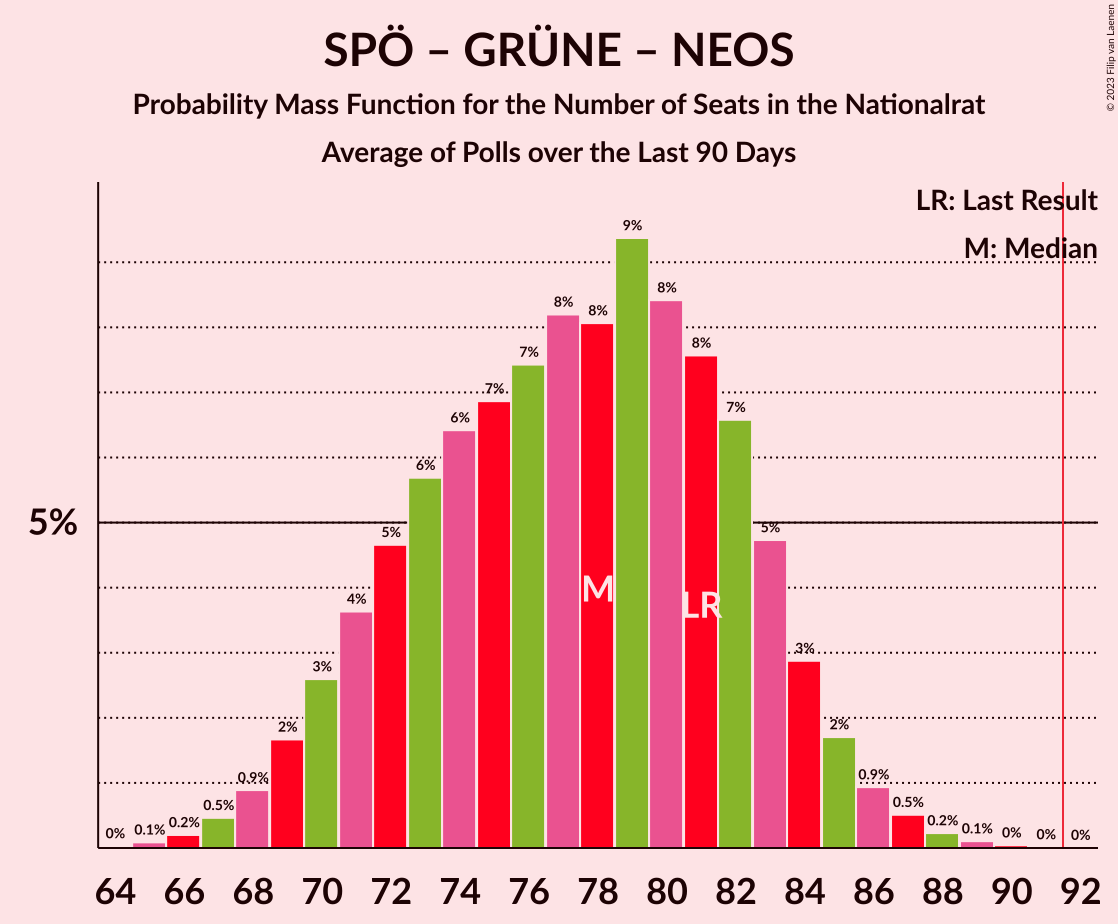 SPÖ – GRÜNE – NEOS
Probability Mass Function for the Number of Seats in the Nationalrat
Average of Polls over the Last 90 Days
© 2023 Filip van Laenen
LR: Last Result
M: Median
5%
0% 0.1% 0.2% 0.5% 0.9% 2% 3% 4% 5% 6% 6% 7% 7% 8% 8% 9% 8% 8% 7% 5% 3% 2% 0.9% 0.5% 0.2% 0.1% 0% 0% 0%
M LR
64 66 68 70 72 74 76 78 80 82 84 86 88 90 92